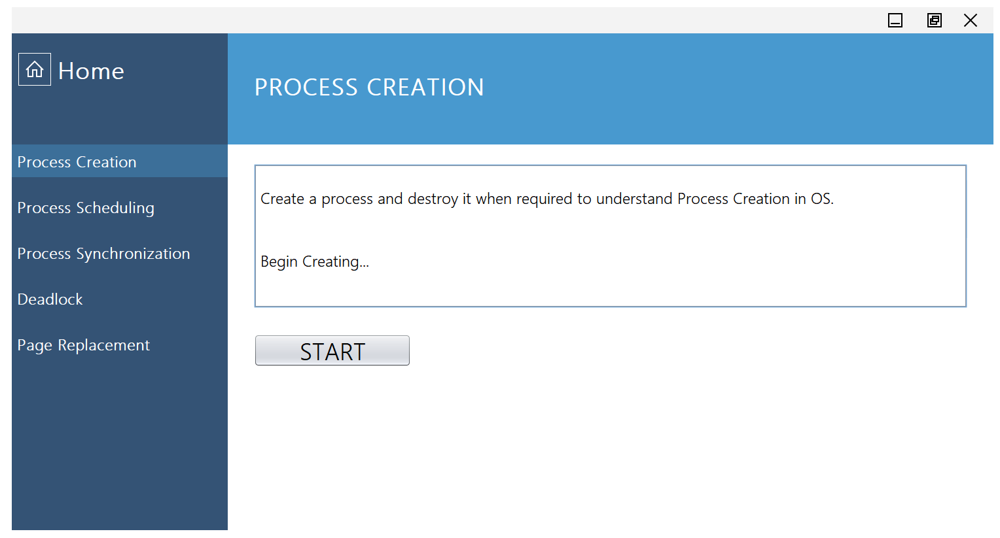 Home
PROCESS CREATION
Process Creation
Process Scheduling
Process Synchronization
Deadlock
Page Replacement
Create a process and destroy it when required to understand Process Creation in OS.
Begin Creating...
START